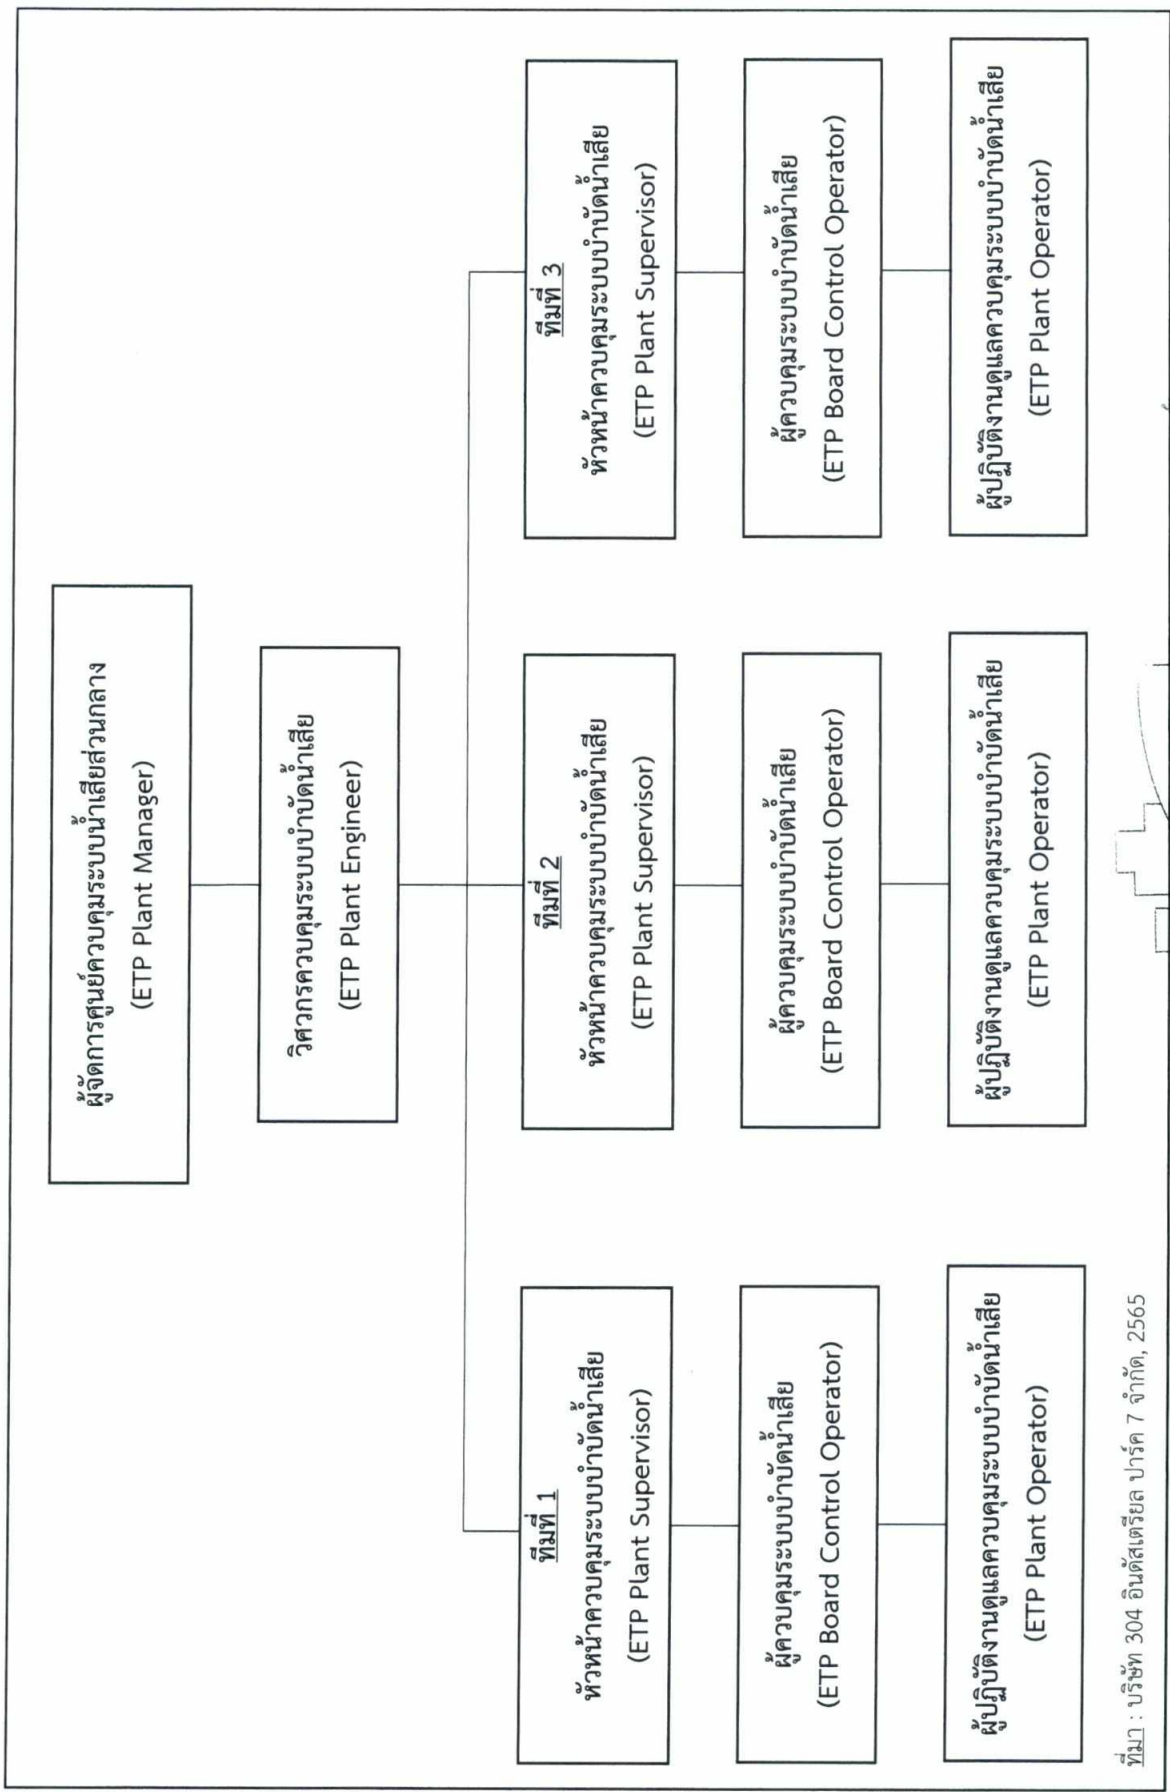 ผู้จัดการศูนย์ควบคุมระบบน้ำเสียส่วนกลาง
(ETP Plant Manager)
วิศวกรควบคุมระบบบำบัดน้ำเสีย
(ETP Plant Engineer)
ทีมที่ 1
หัวหน้าควบคุมระบบบำบัดน้ำเสีย
(ETP Plant Supervisor)
ผู้ควบคุมระบบบำบัดน้ำเสีย
(ETP Board Control Operator)
ผู้ปฏิบัติงานดูแลควบคุมระบบบำบัดน้ำเสีย
(ETP Plant Operator)
ทีมที่ 2
หัวหน้าควบคุมระบบบำบัดน้ำเสีย
(ETP Plant Supervisor)
ผู้ควบคุมระบบบำบัดน้ำเสีย
(ETP Board Control Operator)
ผู้ปฏิบัติงานดูแลควบคุมระบบบำบัดน้ำเสีย
(ETP Plant Operator)
ทีมที่ 3
หัวหน้าควบคุมระบบบำบัดน้ำเสีย
(ETP Plant Supervisor)
ผู้ควบคุมระบบบำบัดน้ำเสีย
(ETP Board Control Operator)
ผู้ปฏิบัติงานดูแลควบคุมระบบบำบัดน้ำเสีย
(ETP Plant Operator)
ที่มา : บริษัท 304 อินดัสเตรียล ปาร์ค 7 จำกัด, 2565